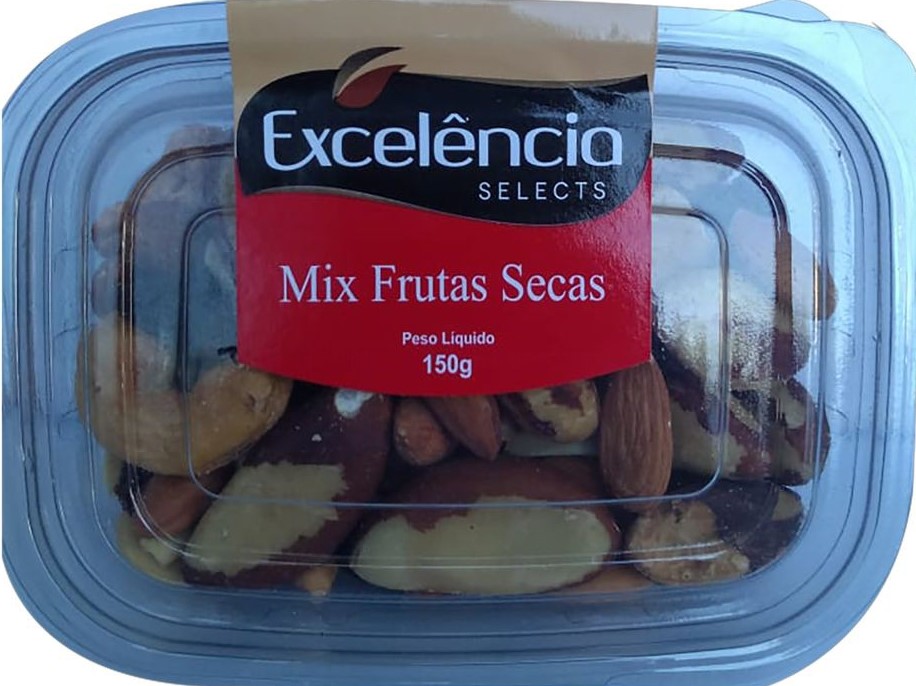 Excelência
SELECTS
Mix Frutas Secas
Peso Líquido
150g